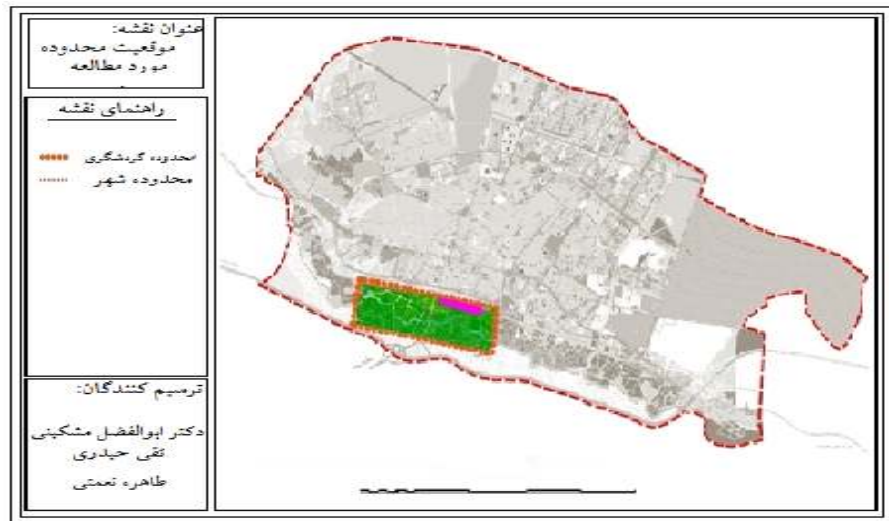 عنوان نقشه:
موقعیت محدوده
مورد مطالعه
راهنمای نقشه
محدوده گردشگری
محدوده شهر
ترسیم کنندگان:
دکتر ابوالفضل مشکینی
تقی حیدری
طاهره نعمتی